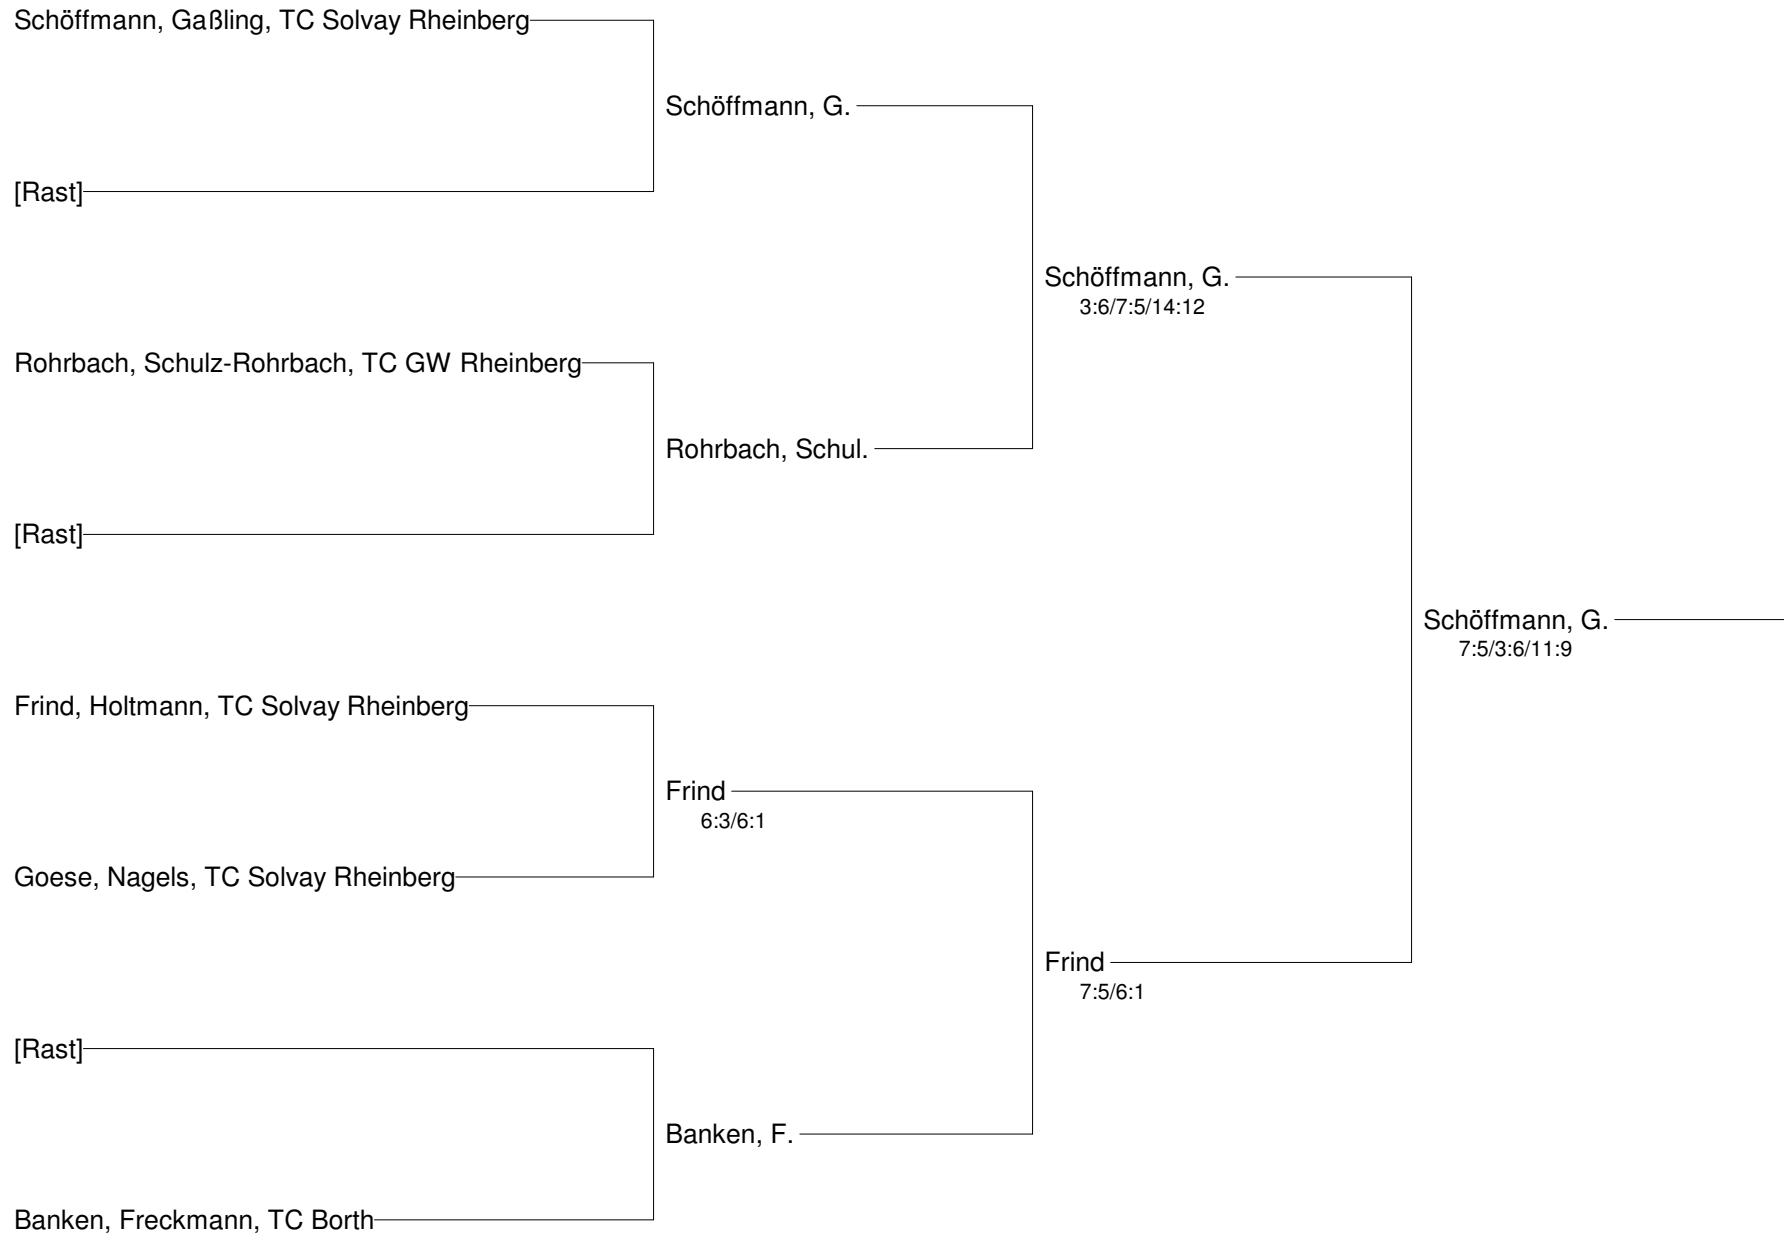 Schöffmann, Gaßling, TC Solvay Rheinberg
Schöffmann, G.
[Rast]
Schöffmann, G.
3:6/7:5/14:12
Rohrbach, Schulz-Rohrbach, TC GW Rheinberg
Rohrbach, Schul.
[Rast]
Schöffmann, G.
7:5/3:6/11:9
Frind, Holtmann, TC Solvay Rheinberg
Frind
6:3/6:1
Goese, Nagels, TC Solvay Rheinberg
Frind
7:5/6:1
[Rast]
Banken, F.
Banken, Freckmann, TC Borth